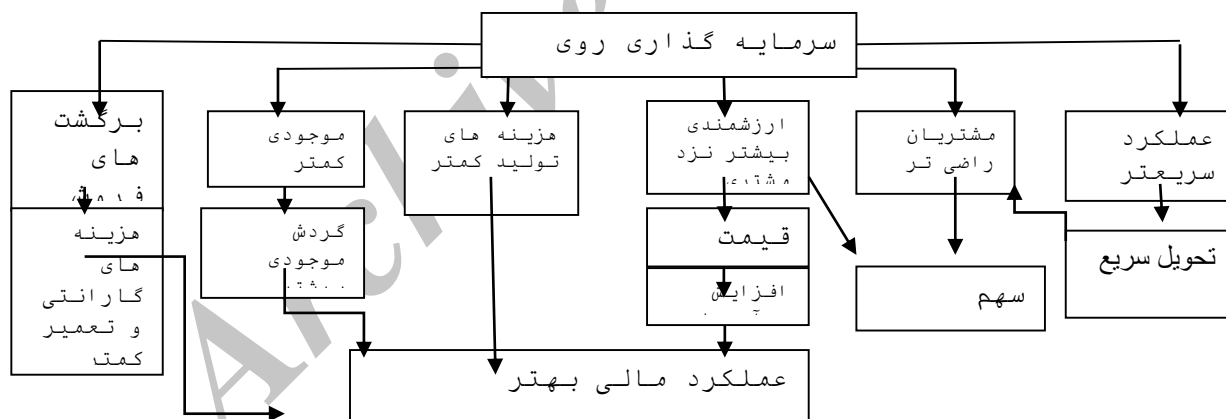 سرمایه گذاری روی
برگشت
های
موجودی
کمتر
هزینه های
تولید کمتر
ارزشمندی
بیشتر نزد
مشتری
مشتریان
راضی تر
عملکرد
سریعتر
هزینه
های
گارانتی
و تعمیر
گردش
موجودی
قیمت
افزایش
سهم
تحویل سریع
عملکرد مالی بهتر